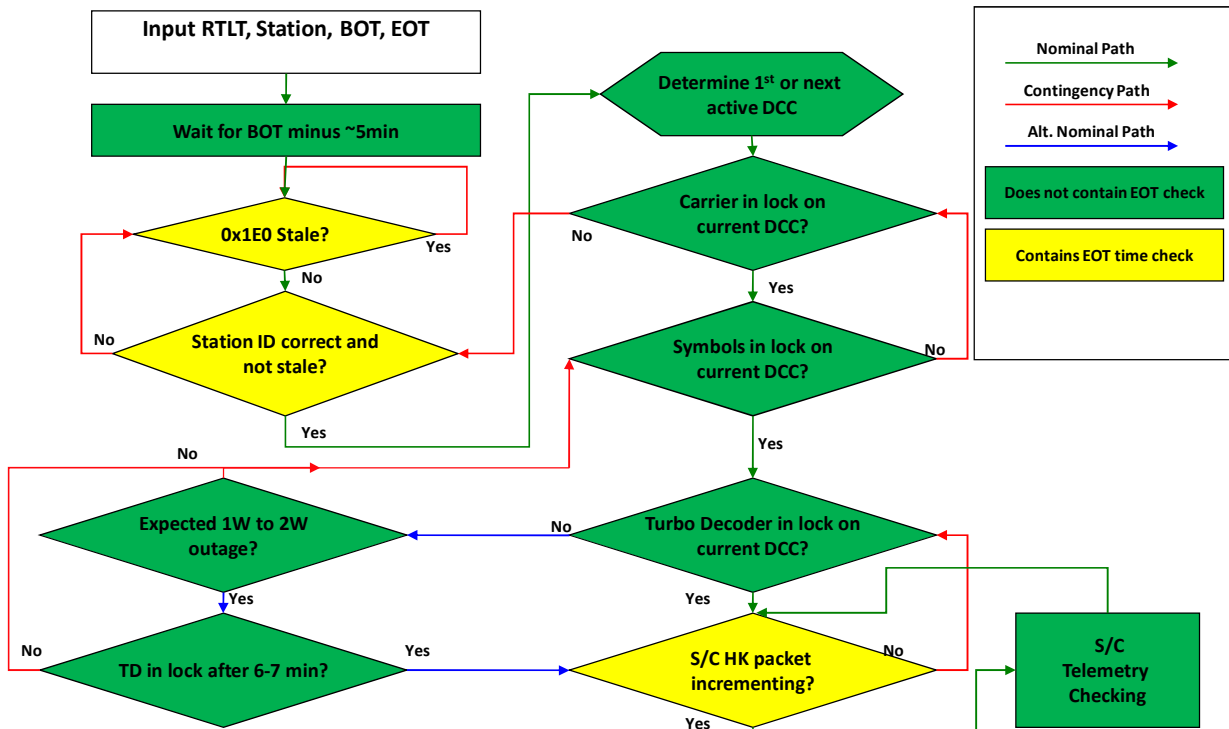 Input RTLT, Station, BOT, EOT
Wait for BOT minus ~5min
0x1E0 Stale?
Yes
No
Station ID correct and
not stale?
No
Yes
Determine 1st or next
active DCC
Carrier in lock on
current DCC?
No
Yes
Symbols in lock on
current DCC?
No
Yes
Turbo Decoder in lock on
current DCC?
No
Yes
Expected 1W to 2W
outage?
No
Yes
TD in lock after 6-7 min?
No
Yes
S/C HK packet
incrementing?
No
Yes
S/C
Telemetry
Checking
Nominal Path
Contingency Path
Alt. Nominal Path
Does not contain EOT check
Contains EOT time check